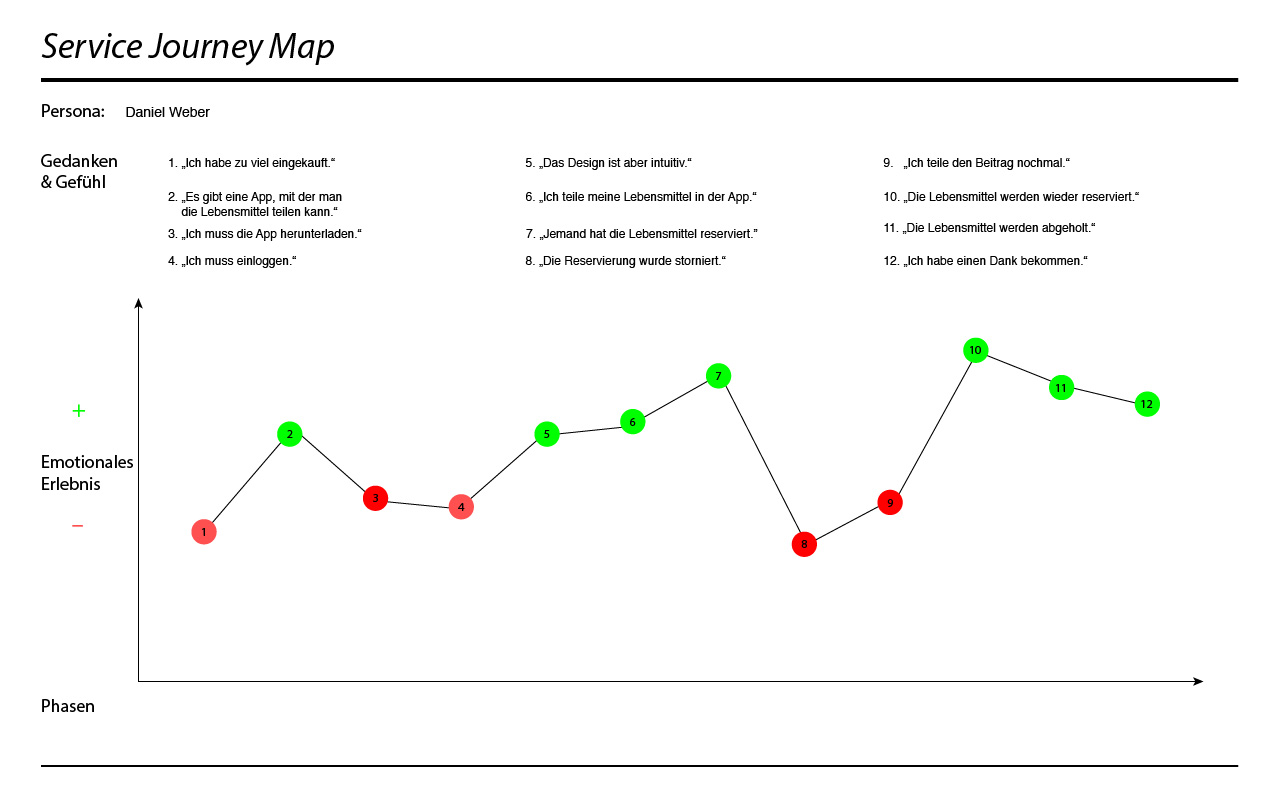 Service Journey Map
Persona: Daniel Weber
Gedanken
& Gefühl
1. „Ich habe zu viel eingekauft.“
2. „Es gibt eine App, mit der man
die Lebensmittel teilen kann.“
3. „Ich muss die App herunterladen.“
4. „Ich muss einloggen.“
5. „Das Design ist aber intuitiv.“
6. „Ich teile meine Lebensmittel in der App.“
7. „Jemand hat die Lebensmittel reserviert.”
8. „Die Reservierung wurde storniert.“
9. „Ich teile den Beitrag nochmal.“
10. „Die Lebensmittel werden wieder reserviert.“
11. „Die Lebensmittel werden abgeholt.“
12. „Ich habe einen Dank bekommen.“
+
Emotionales
Erlebnis
–
1
2
3
4
5
6
7
8
9
10
11
12
Phasen